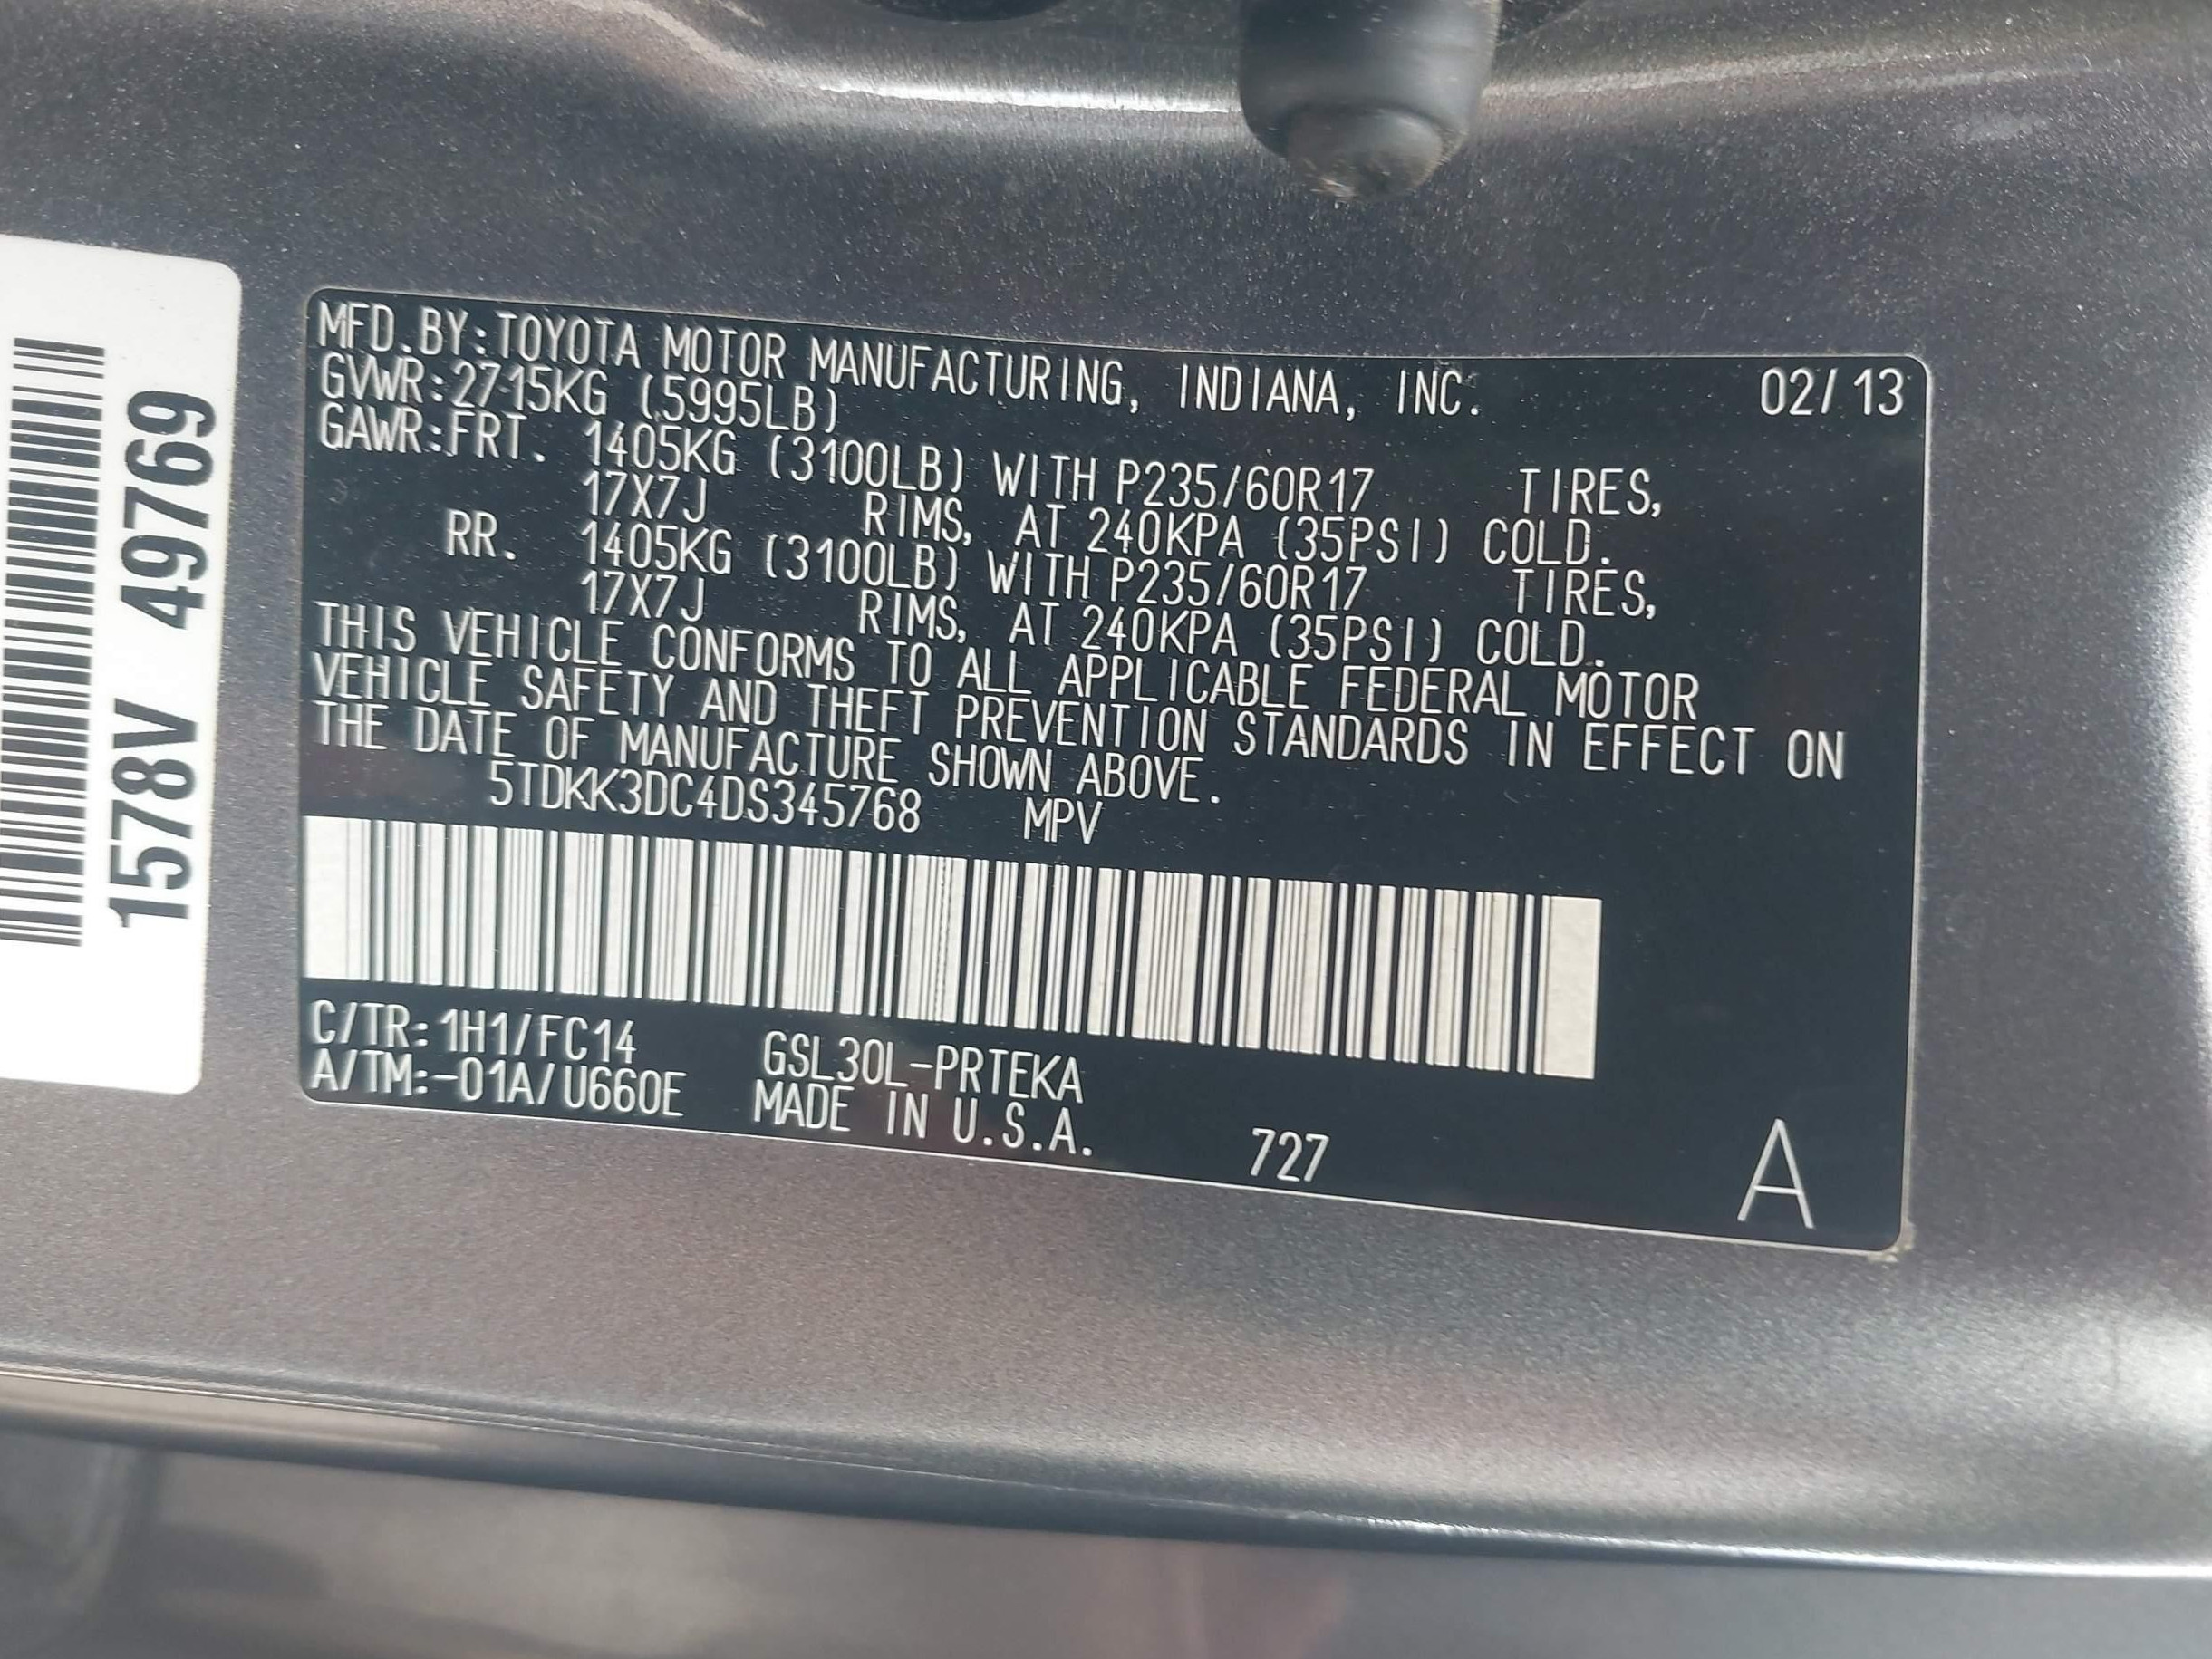 1578V 49769
MFD.BY:TOYOTA MOTOR MANUFACTURING, INDIANA, INC. 02/13
GVWR:2715KG (5995LB)
GAWR:FRT. 1405KG (3100LB) WITH P235/60R17 TIRES,
17X7J RIMS, AT 240KPA (35PSI) COLD.
RR. 1405KG (3100LB) WITH P235/60R17 TIRES,
17X7J RIMS, AT 240KPA (35PSI) COLD.
THIS VEHICLE CONFORMS TO ALL APPLICABLE FEDERAL MOTOR
VEHICLE SAFETY AND THEFT PREVENTION STANDARDS IN EFFECT ON
THE DATE OF MANUFACTURE SHOWN ABOVE.
5TDKK3DC4DS345768 MPV
C/TR:1H1/FC14 GSL30L-PRTEKA
A/TM:-01A/U660E MADE IN U.S.A. 727
A